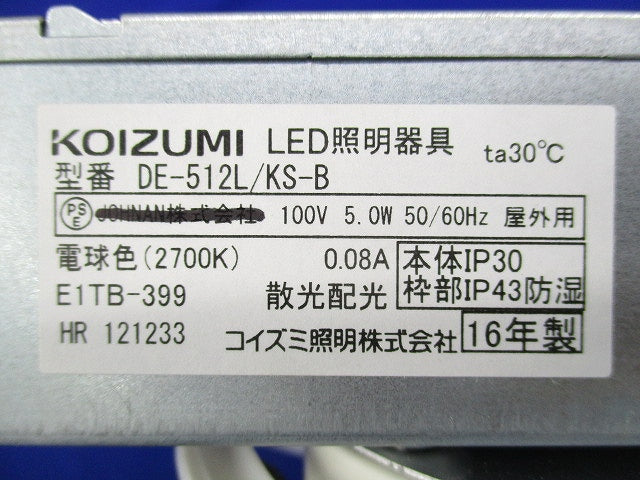 KOIZUMI LED照明器具 ta30℃
型番 DE-512L/KS-B
PSE JOHNAN株式会社 100V 5.0W 50/60Hz 屋外用
電球色(2700K) 0.08A 本体IP30
E1TB-399 散光配光 枠部IP43防湿
HR 121233 コイズミ照明株式会社 16年製